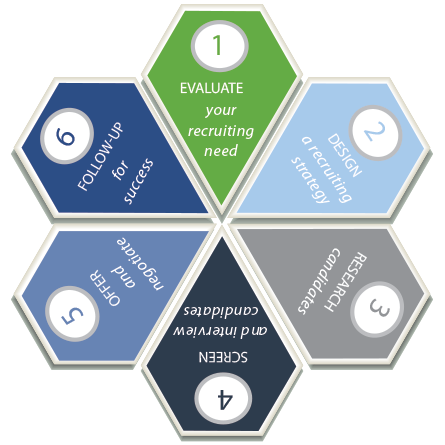 1
EVALUATE
your
recruiting
need
2
DESIGN
a recruiting
strategy
3
RESEARCH
candidates
4
SCREEN
and interview
candidates
5
OFFER
and
negotiate
6
FOLLOW-UP
for
success